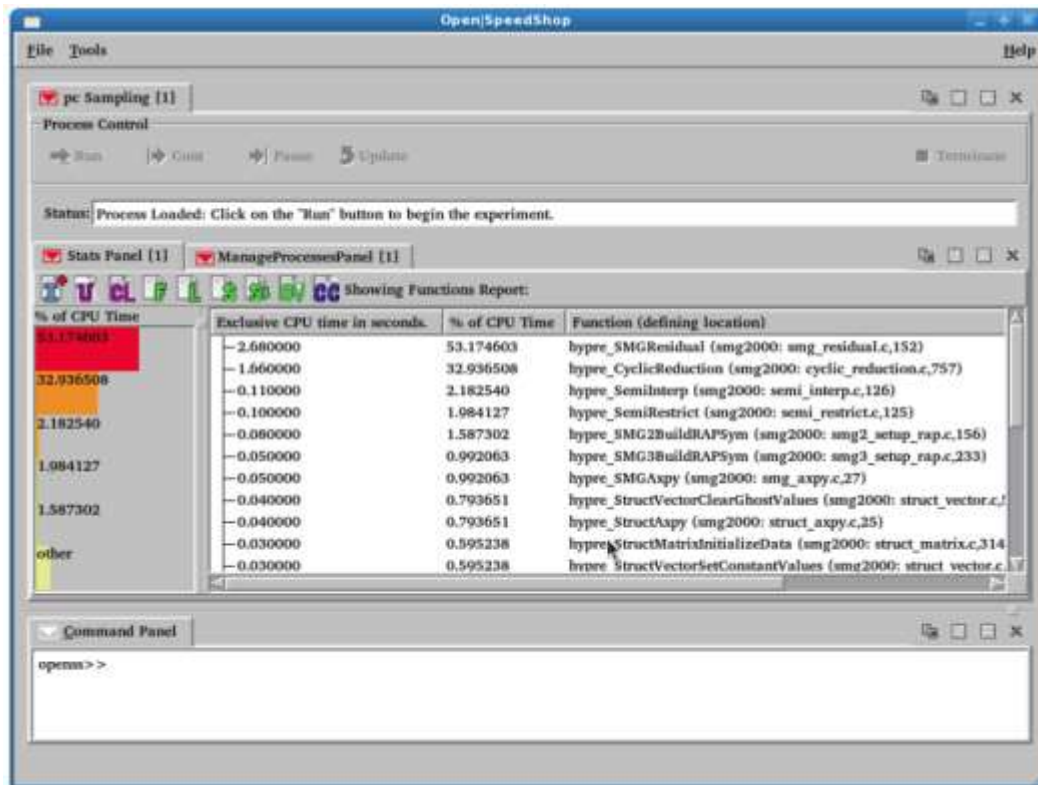 Open|SpeedShop
File Tools Help
pc Sampling [1]
Process Control
Run Cont Pause Update Terminate
Status: Process Loaded: Click on the "Run" button to begin the experiment.
Stats Panel [1] ManageProcessesPanel [1]
I U CL F L CC Showing Functions Report:
% of CPU Time
53.174603
32.936508
2.182540
1.984127
1.587302
other
Exclusive CPU time in seconds. % of CPU Time Function (defining location)
2.680000 53.174603 hypre_SMGResidual (smg2000: smg_residual.c,152)
1.660000 32.936508 hypre_CyclicReduction (smg2000: cyclic_reduction.c,757)
0.110000 2.182540 hypre_SemiInterp (smg2000: semi_interp.c,126)
0.100000 1.984127 hypre_SemiRestrict (smg2000: semi_restrict.c,125)
0.080000 1.587302 hypre_SMG2BuildRAPSym (smg2000: smg2_setup_rap.c,156)
0.050000 0.992063 hypre_SMG3BuildRAPSym (smg2000: smg3_setup_rap.c,233)
0.050000 0.992063 hypre_SMGAxpy (smg2000: smg_axpy.c,27)
0.040000 0.793651 hypre_StructVectorClearGhostValues (smg2000: struct_vector.c,
0.040000 0.793651 hypre_StructAxpy (smg2000: struct_axpy.c,25)
0.030000 0.595238 hypre_StructMatrixInitializeData (smg2000: struct_matrix.c,314
0.030000 0.595238 hypre_StructVectorSetConstantValues (smg2000: struct_vector.c
Command Panel
openss>>